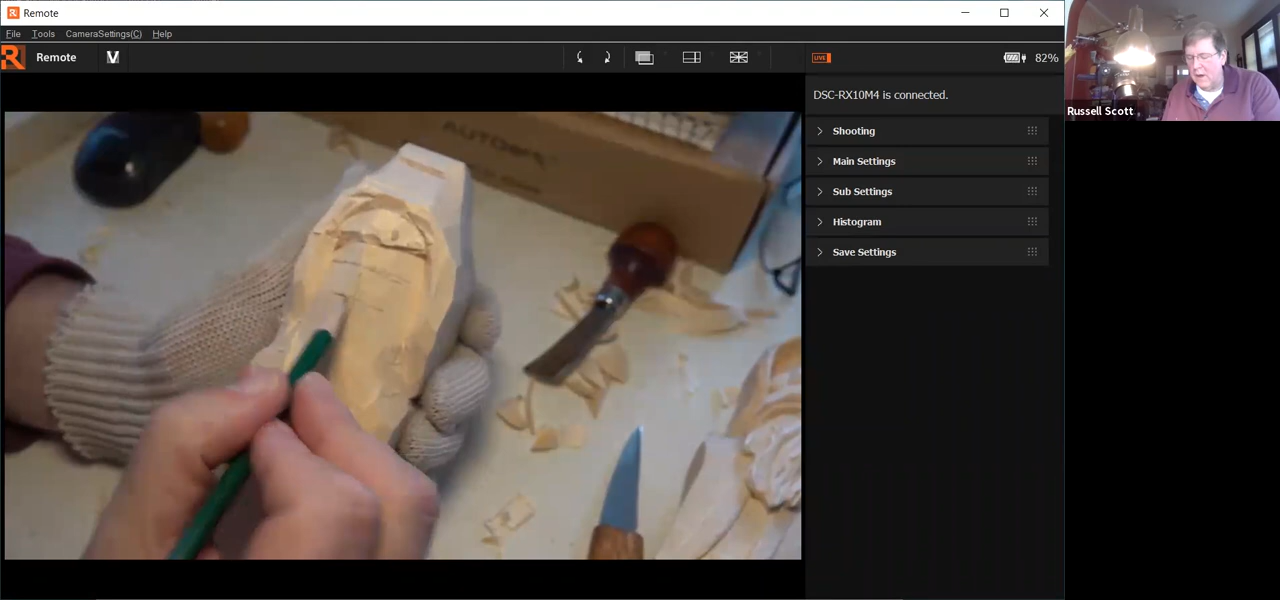 Remote
File Tools CameraSettings(C) Help
Remote
LIVE
82%
DSC-RX10M4 is connected.
Shooting
Main Settings
Sub Settings
Histogram
Save Settings
Russell Scott